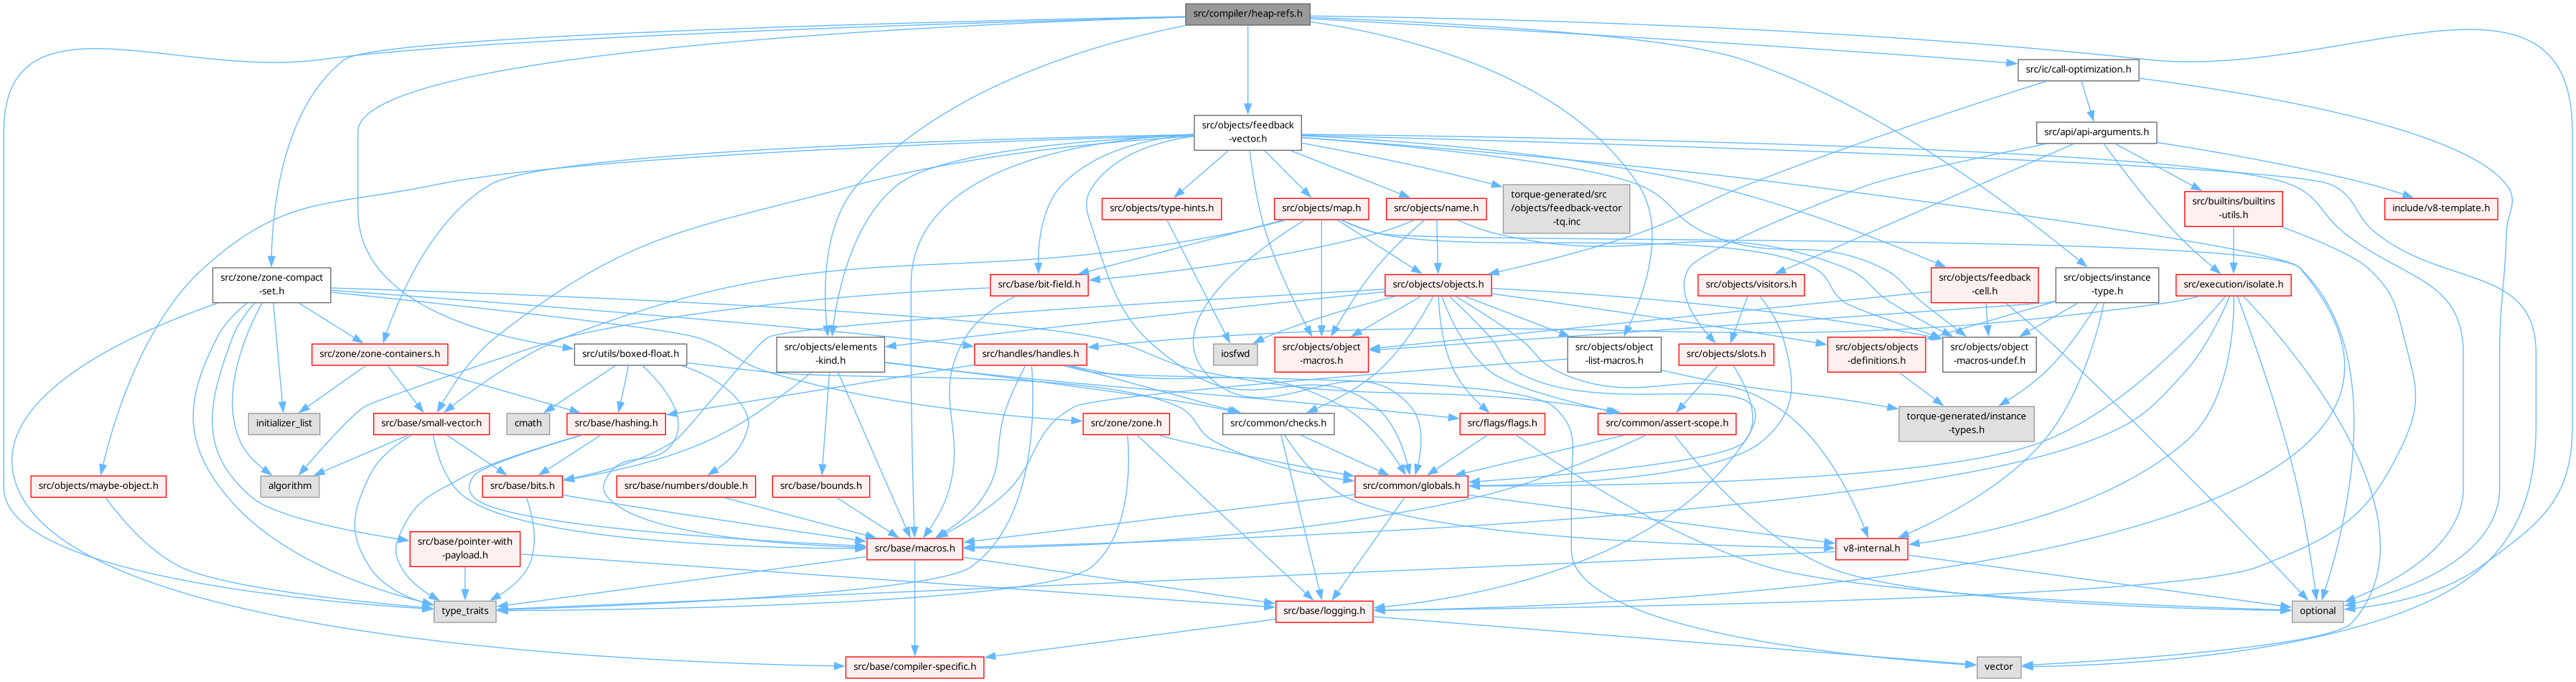 src/compiler/heap-refs.h
src/ic/call-optimization.h
src/objects/feedback
-vector.h
src/api/api-arguments.h
src/objects/type-hints.h
src/objects/map.h
src/objects/name.h
torque-generated/src
/objects/feedback-vector
-tq.inc
src/builtins/builtins
-utils.h
include/v8-template.h
src/zone/zone-compact
-set.h
src/base/bit-field.h
src/objects/objects.h
src/objects/visitors.h
src/objects/feedback
-cell.h
src/objects/instance
-type.h
src/execution/isolate.h
src/zone/zone-containers.h
src/utils/boxed-float.h
src/objects/elements
-kind.h
src/handles/handles.h
iosfwd
src/objects/object
-macros.h
src/objects/object
-list-macros.h
src/objects/slots.h
src/objects/objects
-definitions.h
src/objects/object
-macros-undef.h
initializer_list
src/base/small-vector.h
cmath
src/base/hashing.h
src/zone/zone.h
src/common/checks.h
src/flags/flags.h
src/common/assert-scope.h
torque-generated/instance
-types.h
src/objects/maybe-object.h
algorithm
src/base/bits.h
src/base/numbers/double.h
src/base/bounds.h
src/common/globals.h
src/base/pointer-with
-payload.h
src/base/macros.h
v8-internal.h
type_traits
src/base/logging.h
optional
src/base/compiler-specific.h
vector